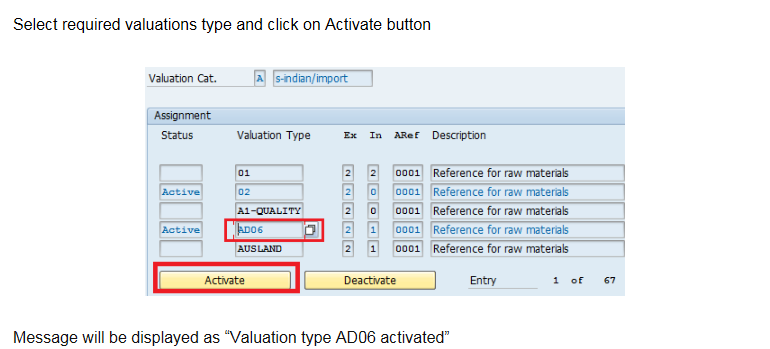 Select required valuations type and click on Activate button
Valuation Cat. A s-indian/import
Assignment
Status Valuation Type Ex In ARef Description
01 2 2 0001 Reference for raw materials
Active 02 2 0 0001 Reference for raw materials
A1-QUALITY 2 0 0001 Reference for raw materials
Active AD06 2 1 0001 Reference for raw materials
AUSLAND 2 1 0001 Reference for raw materials
Activate Deactivate Entry 1 of 67
Message will be displayed as “Valuation type AD06 activated”